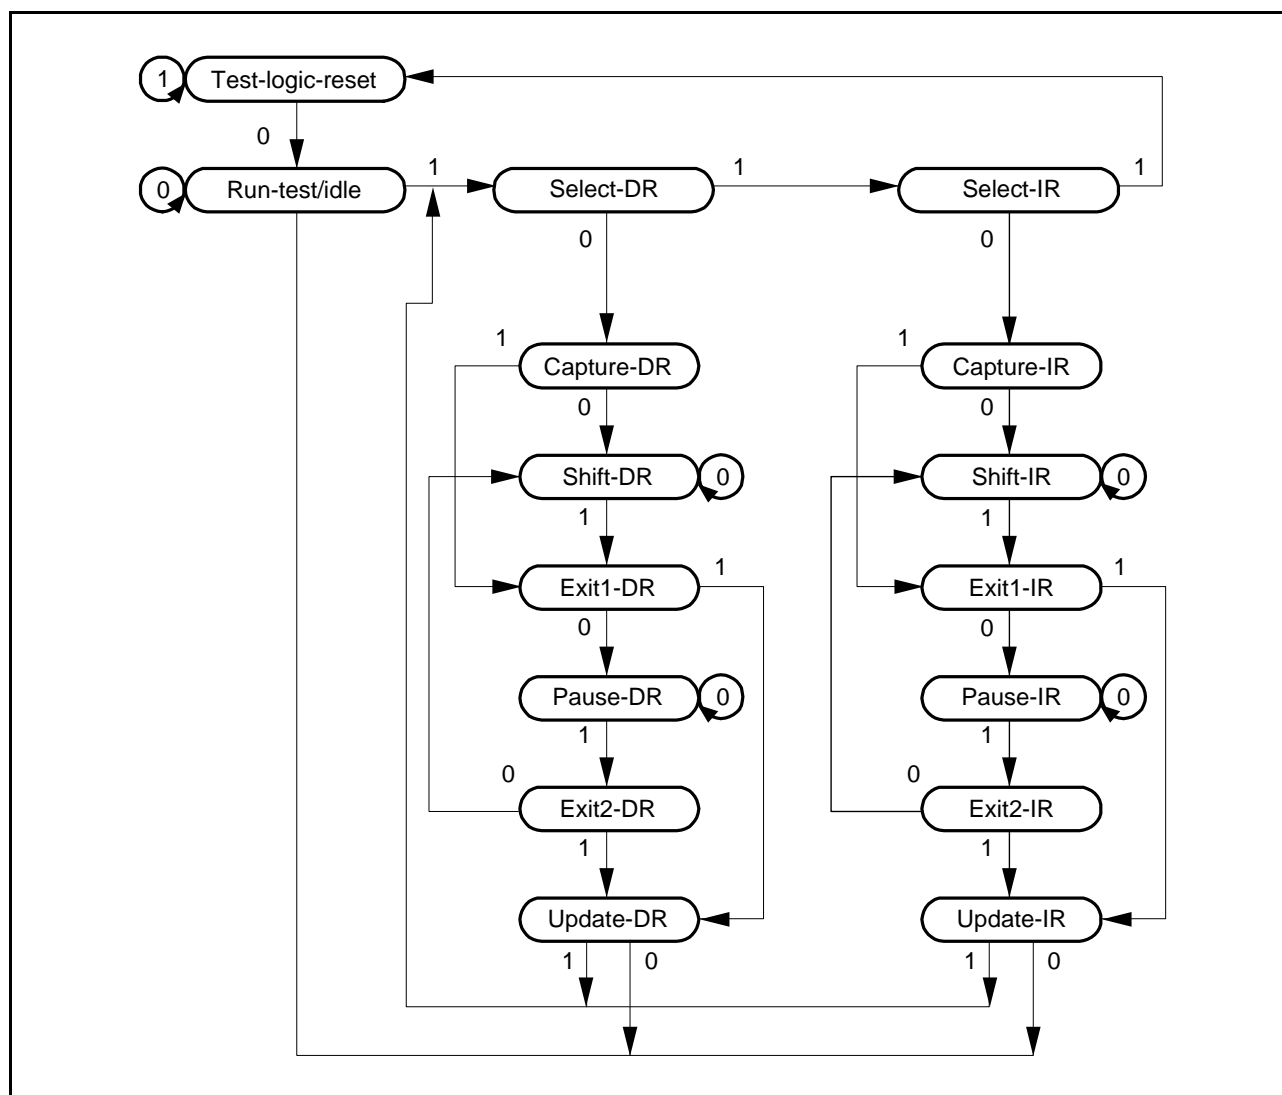 1 Test-logic-reset
0
0 Run-test/idle 1 Select-DR 1 Select-IR 1
0 0
1 1
Capture-DR Capture-IR
0 0
Shift-DR 0 Shift-IR 0
1 1
Exit1-DR 1 Exit1-IR 1
0 0
Pause-DR 0 Pause-IR 0
1 1
0 0
Exit2-DR Exit2-IR
1 1
Update-DR Update-IR
1 0 1 0